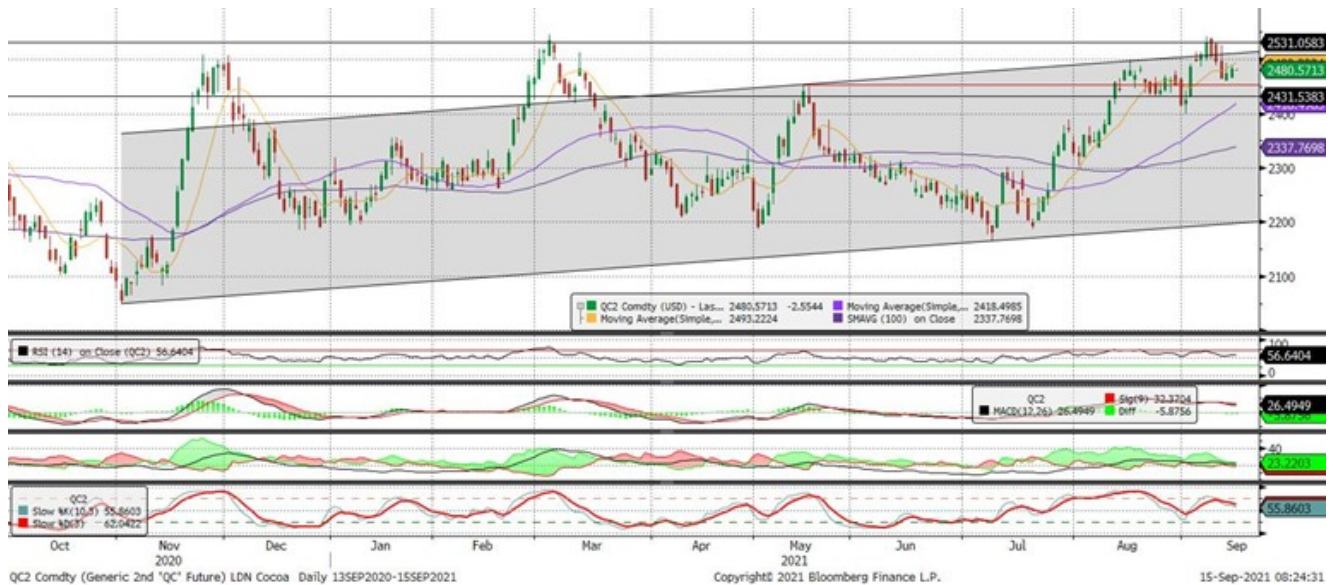 2531.0583
2480.5713
2431.5383
2400
2337.7698
2300
2200
2100
QC2 Comdty (USD) - Las... 2480.5713 -2.5544
Moving Average(Simple,... 2418.4985
Moving Average(Simple,... 2493.2224
SMAVG (100) on Close 2337.7698
RSI (14) on Close (QC2) 56.6404
100
56.6404
0
QC2
Sig(9) 32.3704
MACD(12,26) 26.4949
Diff -5.8756
26.4949
40
23.2203
QC2
Slow %K(10,3) 55.8603
Slow %D(3) 62.0422
55.8603
Oct Nov Dec Jan Feb Mar Apr May Jun Jul Aug Sep
2020 2021
QC2 Comdty (Generic 2nd 'QC' Future) LDN Cocoa Daily 13SEP2020-15SEP2021
Copyright© 2021 Bloomberg Finance L.P.
15-Sep-2021 08:24:31